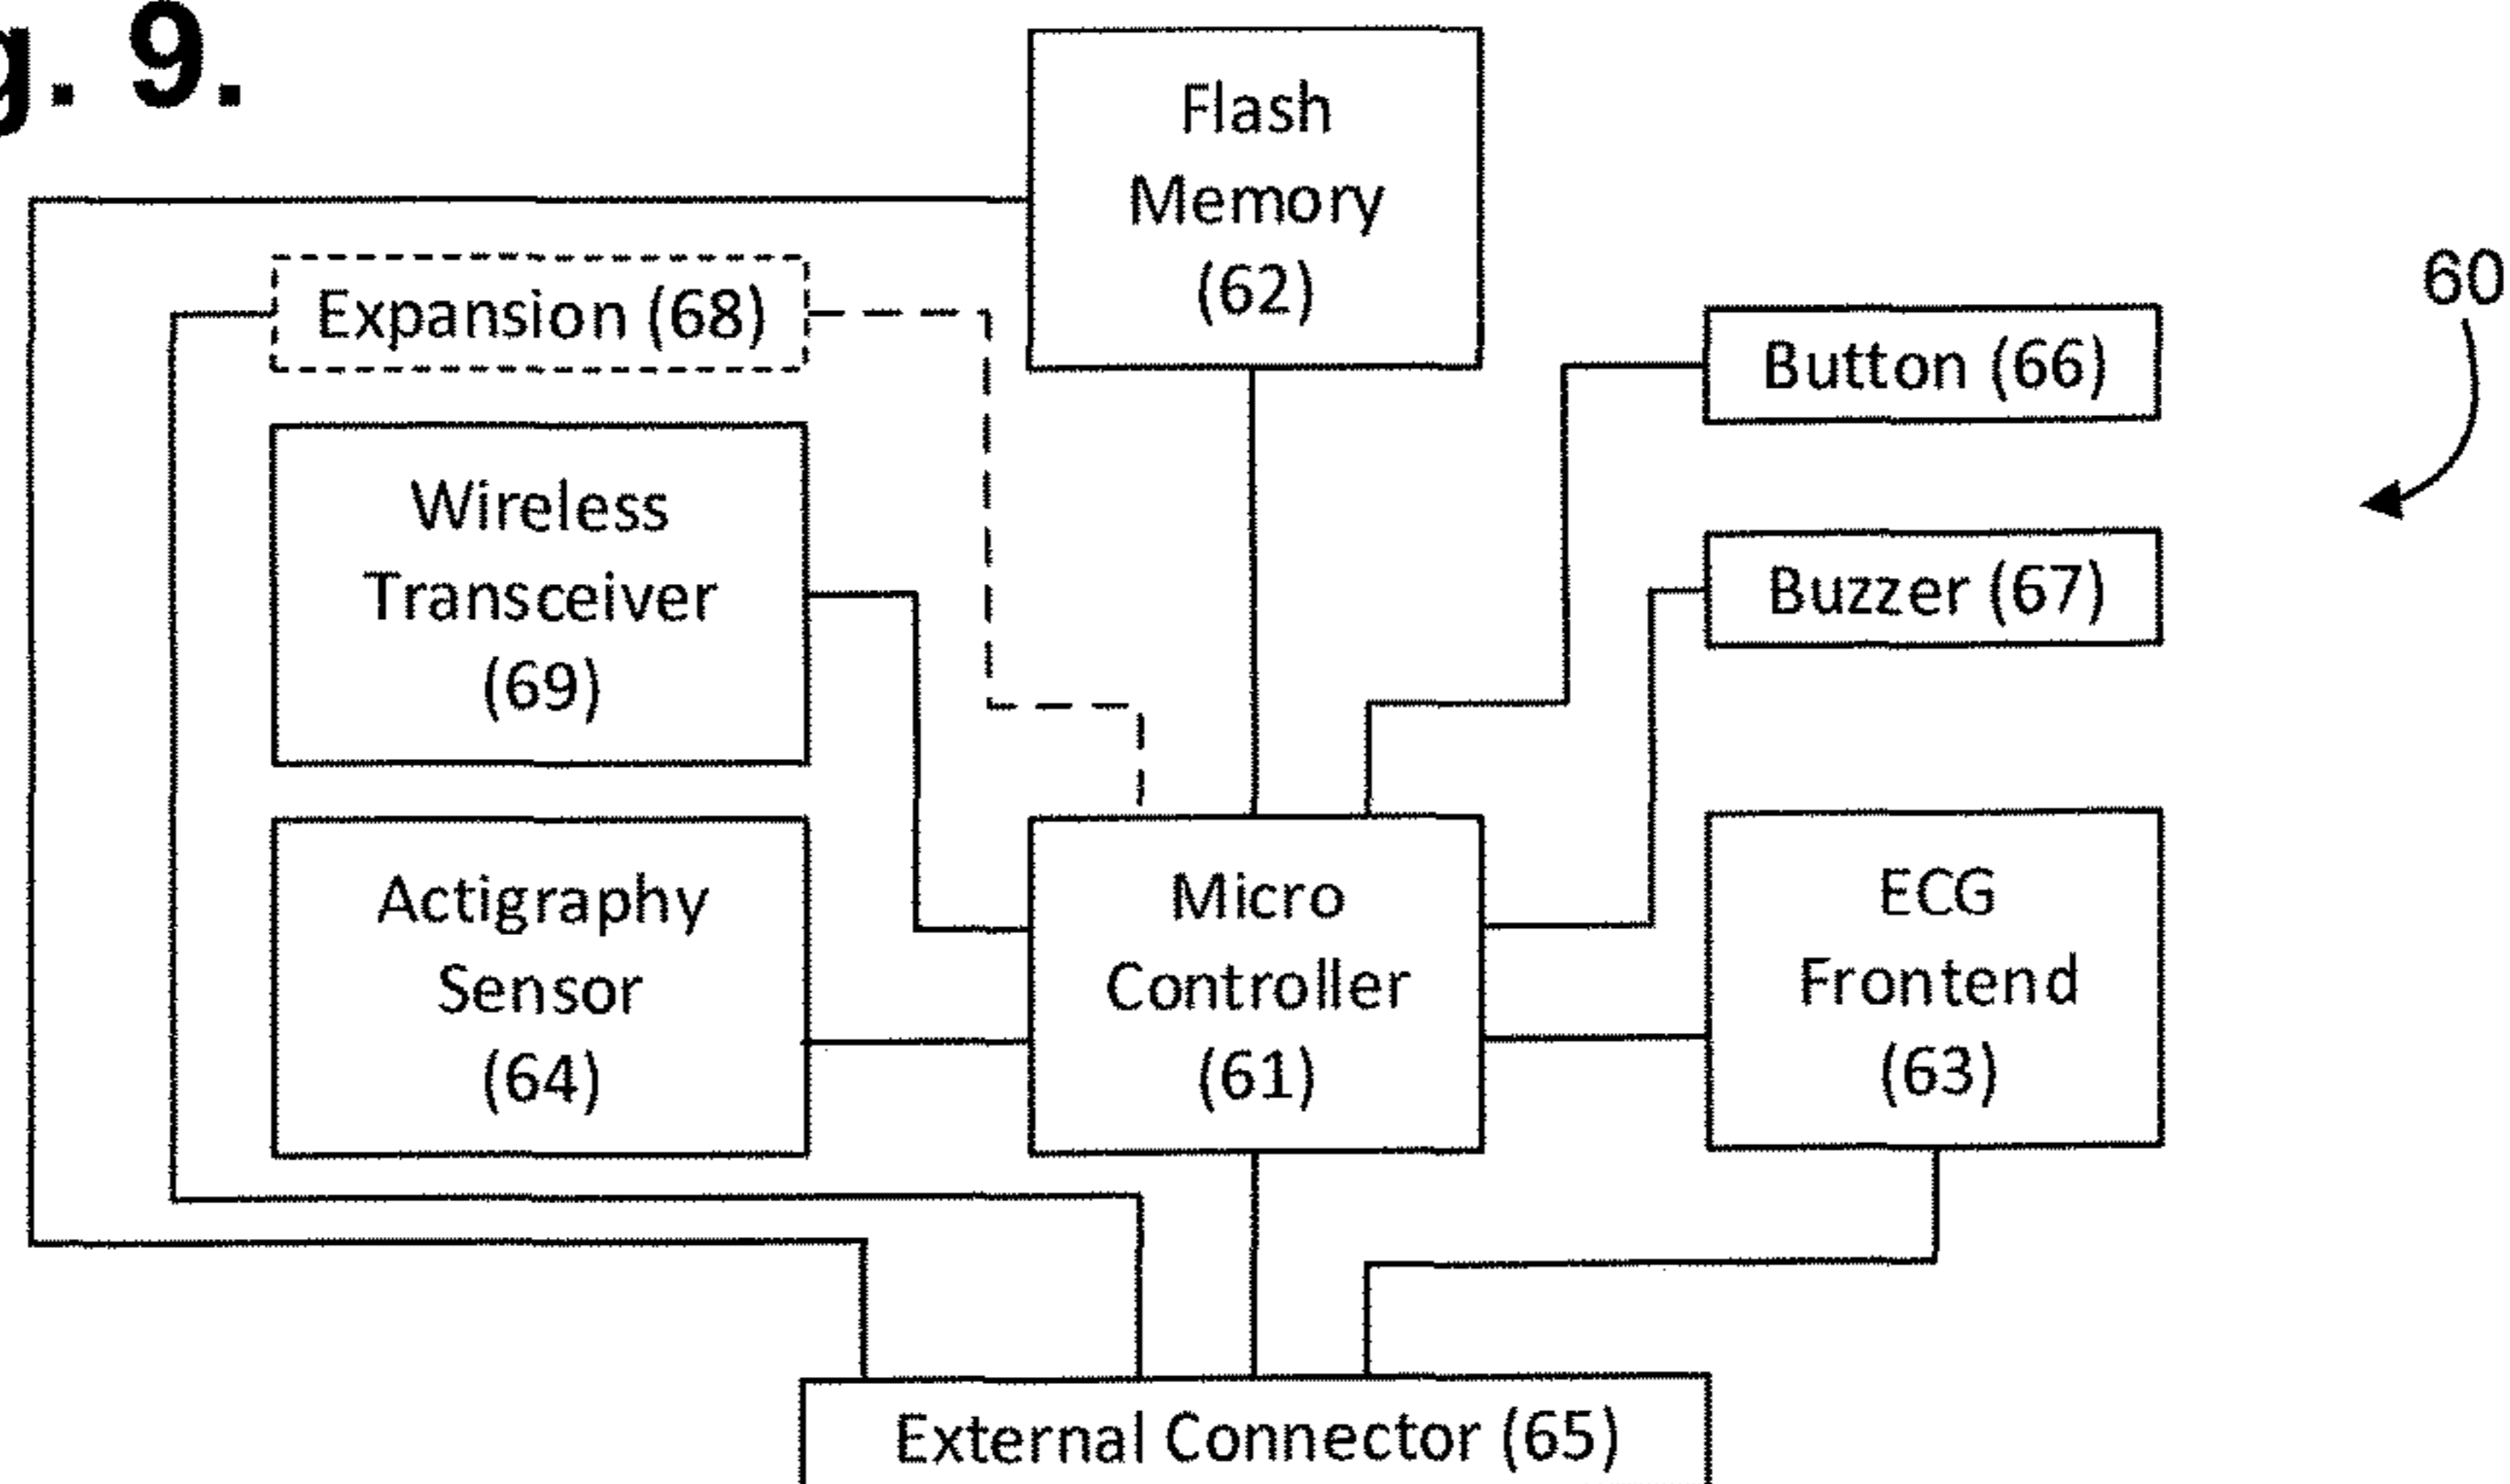 g. 9.
Flash
Memory
(62)
Expansion (68)
60
Button (66)
Wireless
Transceiver
(69)
Buzzer (67)
Actigraphy
Sensor
(64)
Micro
Controller
(61)
ECG
Frontend
(63)
External Connector (65)